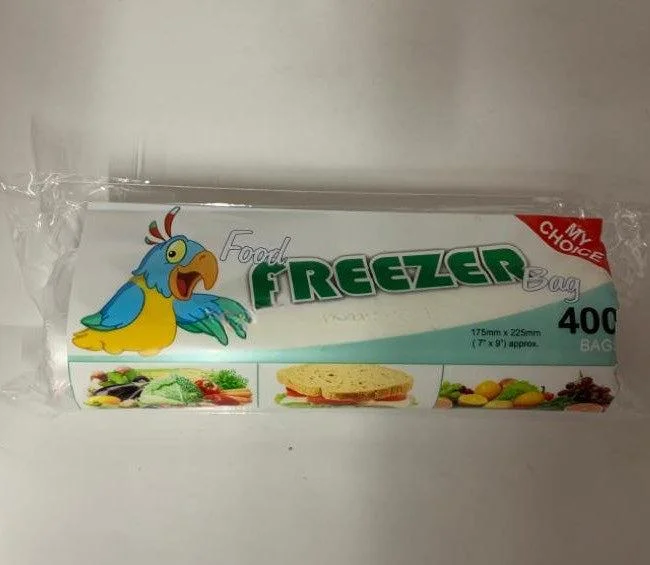 Food
FREEZER
Bag
MY
CHOICE
175mm x 225mm
(7" x 9") approx.
400
BAGS